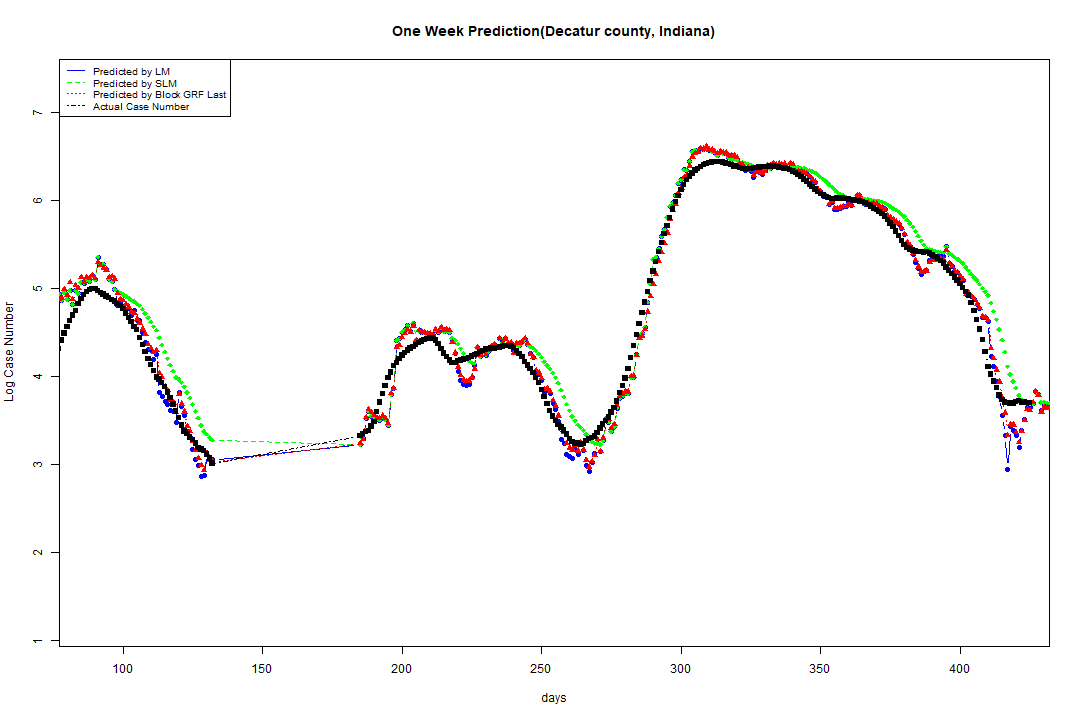 One Week Prediction(Decatur county, Indiana)
Predicted by LM
Predicted by SLM
Predicted by Block GRF Last
Actual Case Number
Log Case Number
7
6
5
4
3
2
1
100 150 200 250 300 350 400
days